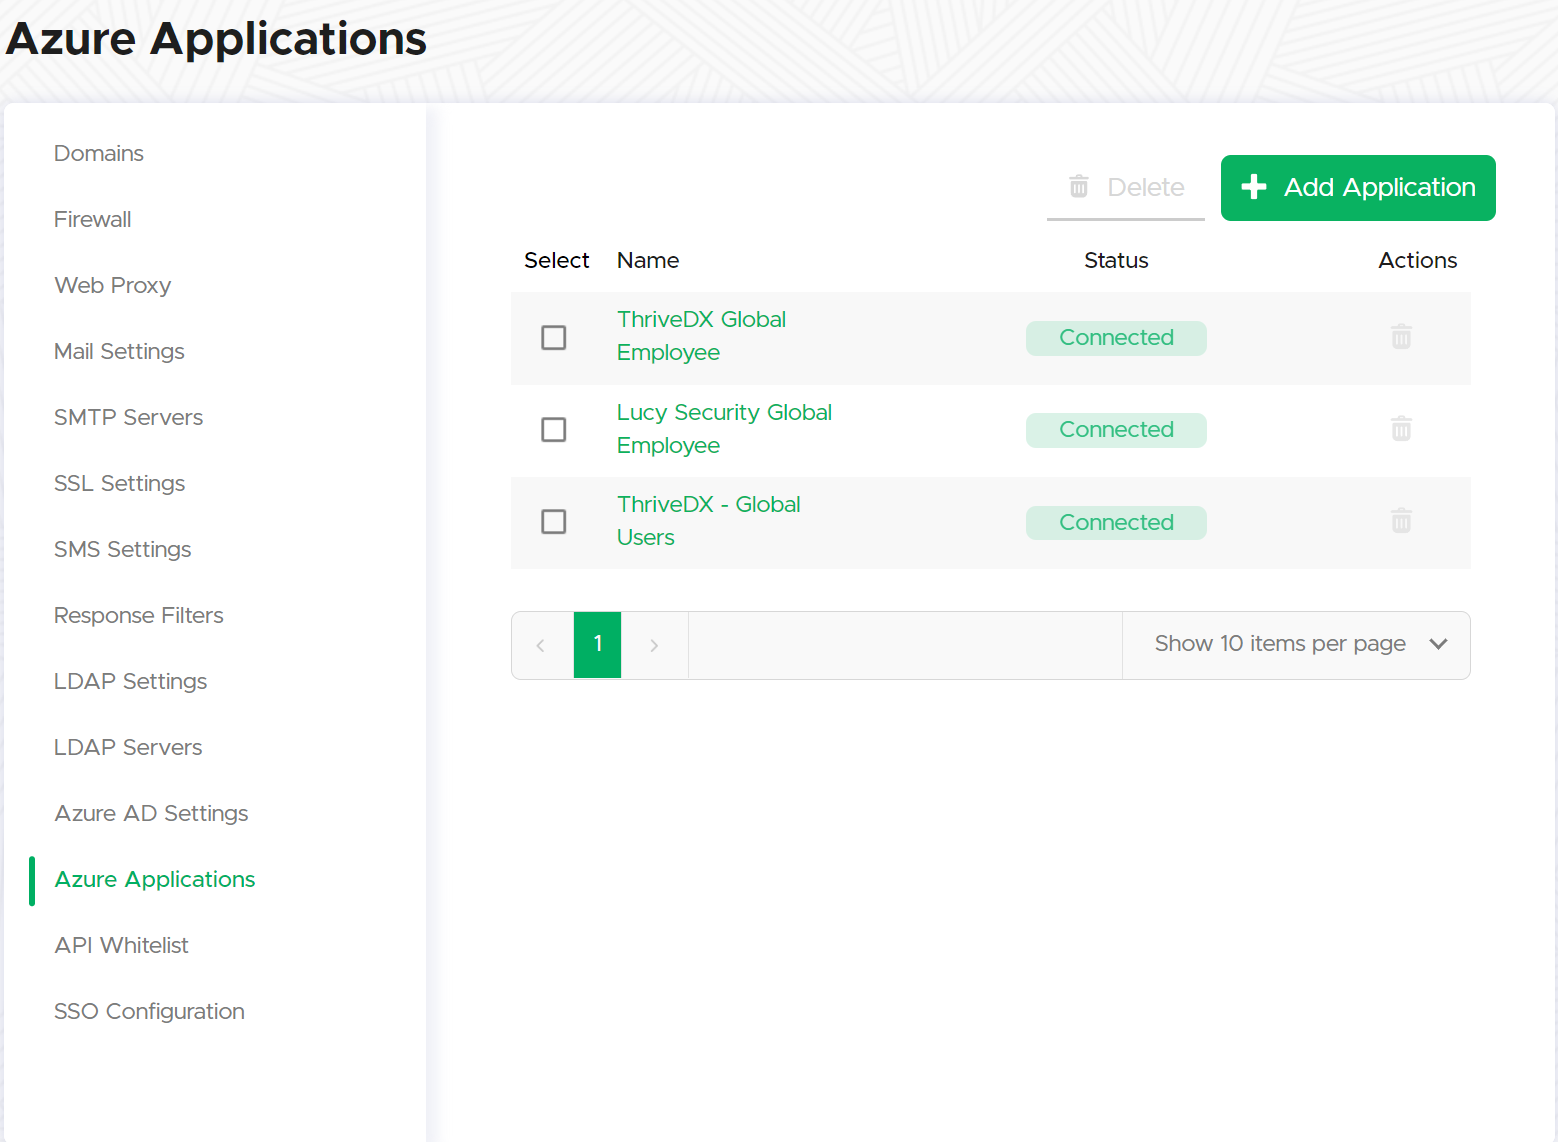 Azure Applications
Domains
Firewall
Web Proxy
Mail Settings
SMTP Servers
SSL Settings
SMS Settings
Response Filters
LDAP Settings
LDAP Servers
Azure AD Settings
Azure Applications
API Whitelist
SSO Configuration
Delete
Add Application
Select Name Status Actions
ThriveDX Global
Employee
Connected
Lucy Security Global
Employee
Connected
ThriveDX - Global
Users
Connected
1
Show 10 items per page